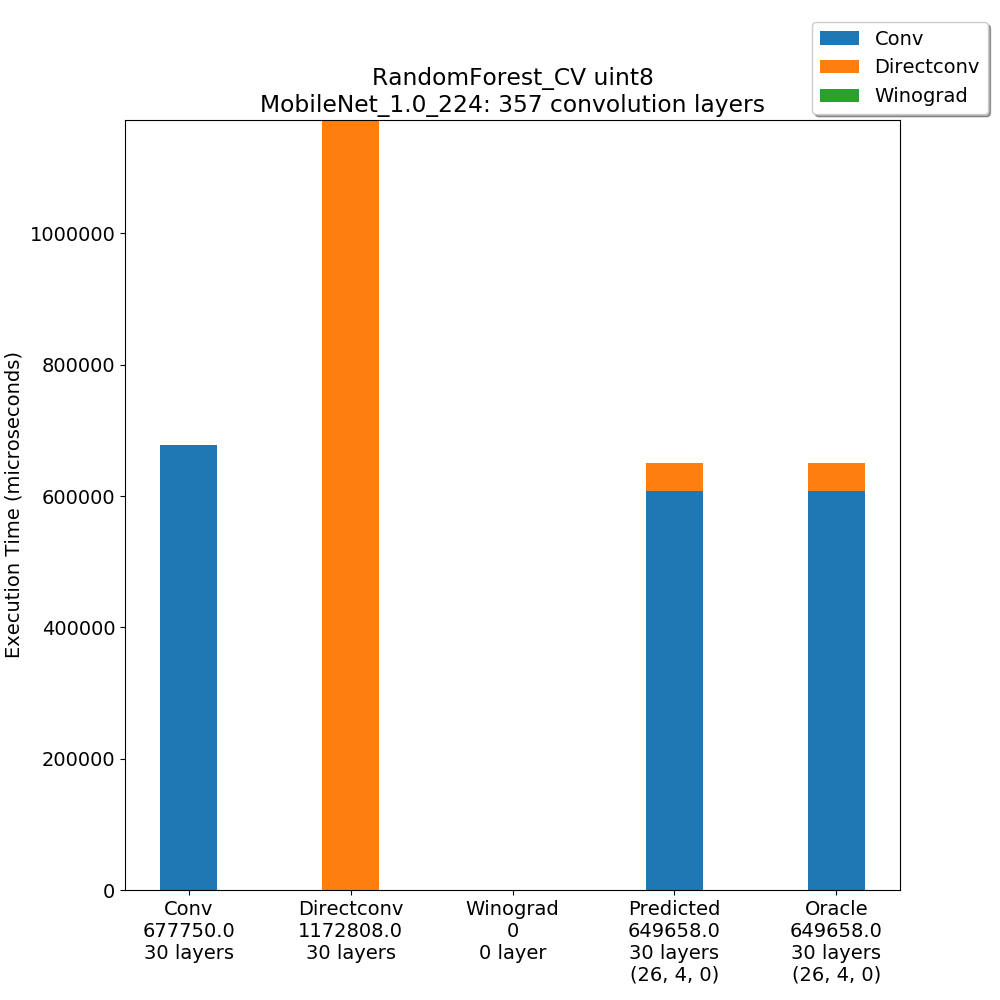 Conv
Directconv
Winograd
RandomForest_CV uint8
MobileNet_1.0_224: 357 convolution layers
Execution Time (microseconds)
1000000
800000
600000
400000
200000
0
Conv
677750.0
30 layers
Directconv
1172808.0
30 layers
Winograd
0
0 layer
Predicted
649658.0
30 layers
(26, 4, 0)
Oracle
649658.0
30 layers
(26, 4, 0)